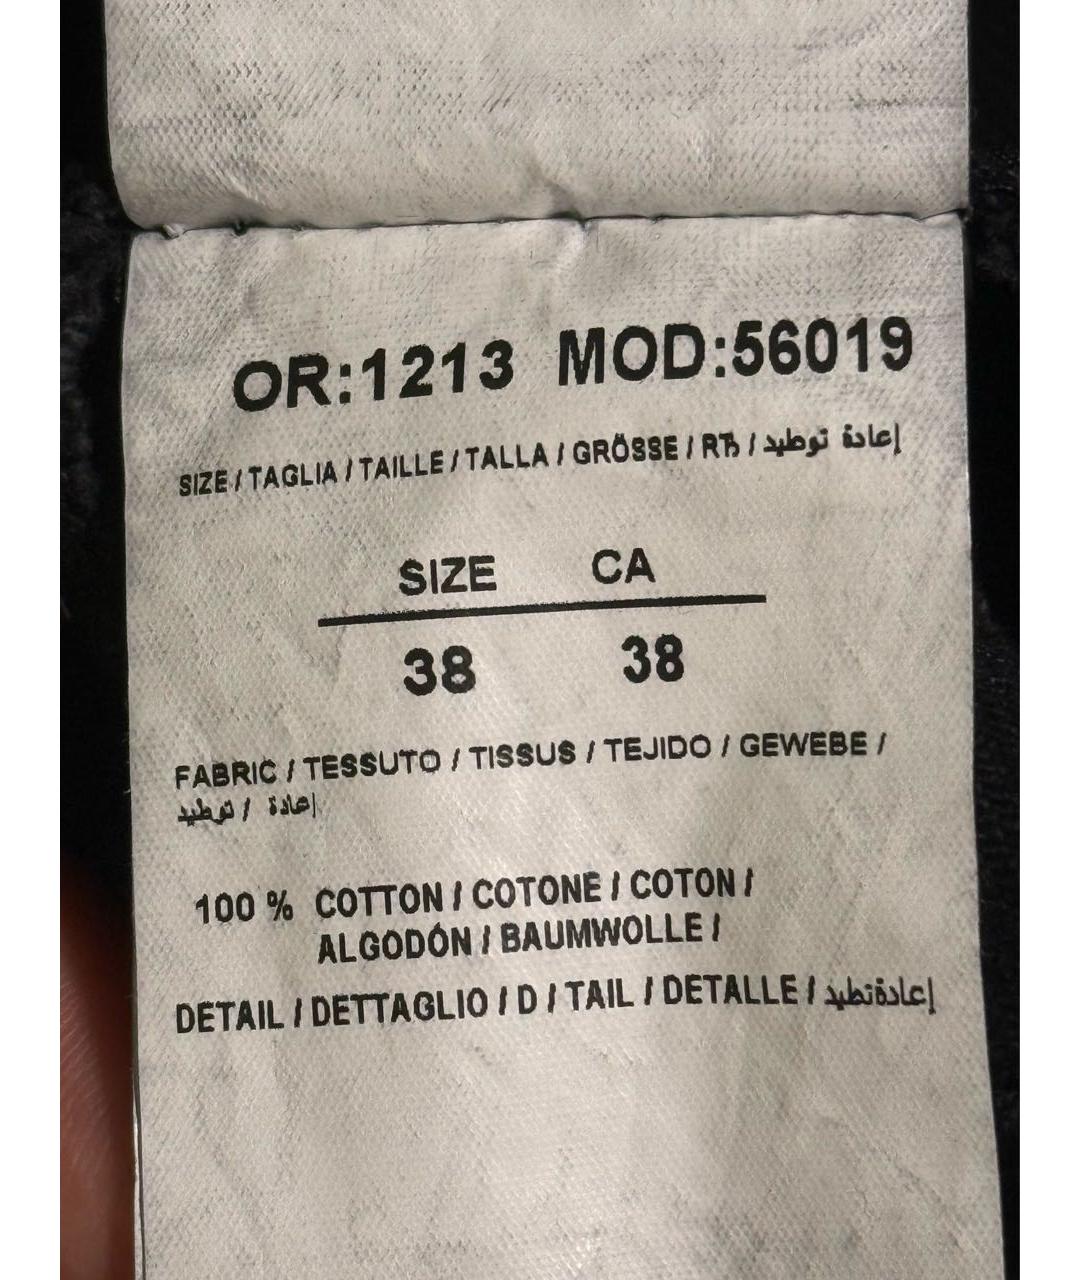 OR:1213 MOD:56019
SIZE / TAGLIA / TAILLE / TALLA / GRÖSSE / RЂ / إعادة توطيد
SIZE CA
38 38
FABRIC / TESSUTO / TISSUS / TEJIDO / GEWEBE /
إعادة / توطيد
100 % COTTON / COTONE / COTON /
ALGODÓN / BAUMWOLLE /
DETAIL / DETTAGLIO / D / TAIL / DETALLE / إعادة